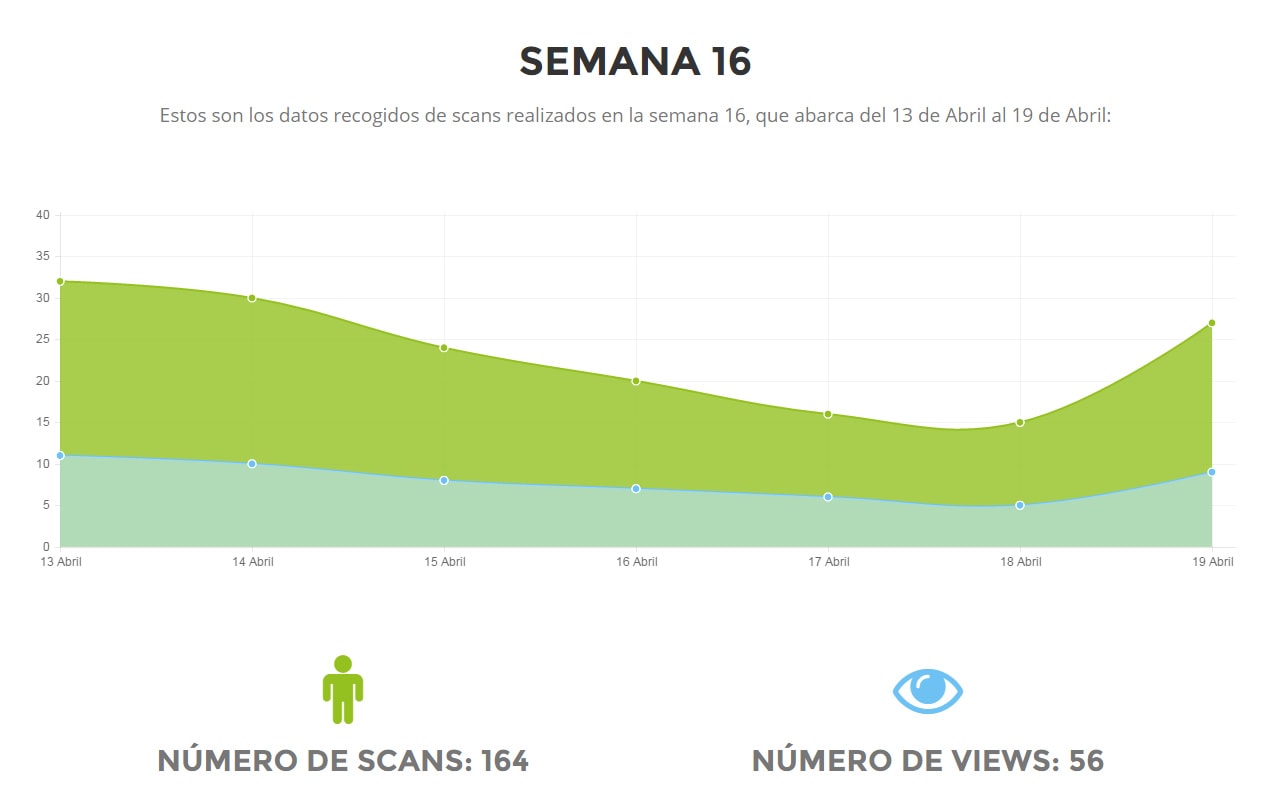 SEMANA 16
Estos son los datos recogidos de scans realizados en la semana 16, que abarca del 13 de Abril al 19 de Abril:
40
35
30
25
20
15
10
5
0
13 Abril 14 Abril 15 Abril 16 Abril 17 Abril 18 Abril 19 Abril
NÚMERO DE SCANS: 164 NÚMERO DE VIEWS: 56